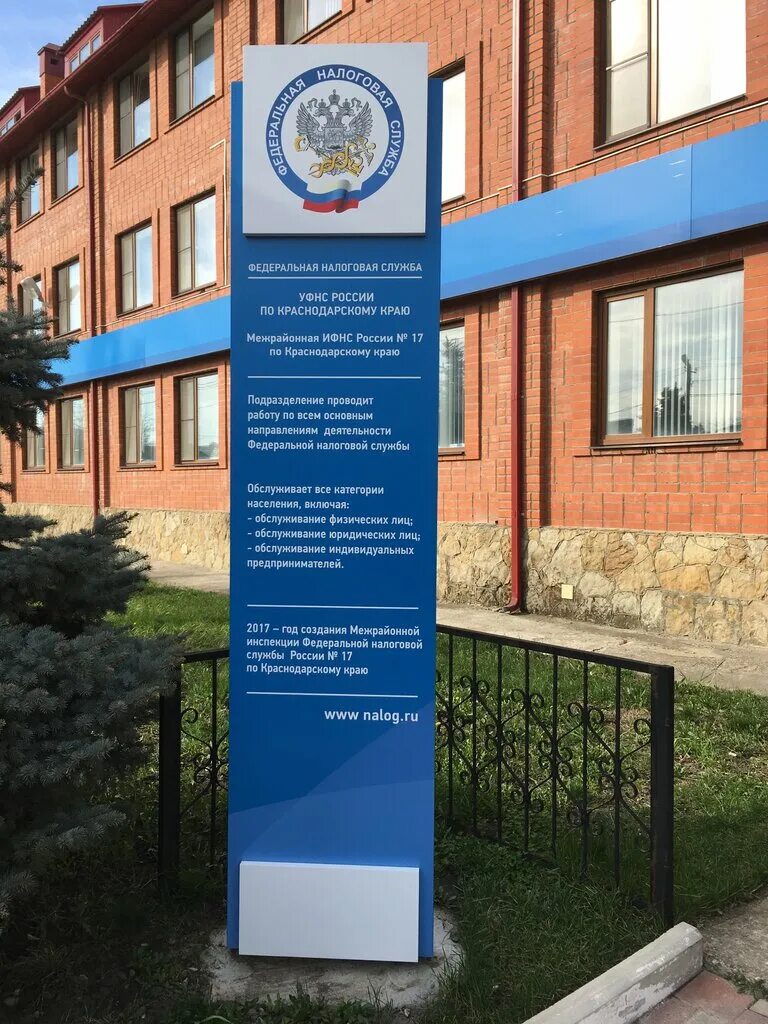 ФЕДЕРАЛЬНАЯ НАЛОГОВАЯ СЛУЖБА
ФЕДЕРАЛЬНАЯ НАЛОГОВАЯ СЛУЖБА
УФНС РОССИИ
ПО КРАСНОДАРСКОМУ КРАЮ
Межрайонная ИФНС России № 17
по Краснодарскому краю
Подразделение проводит
работу по всем основным
направлениям деятельности
Федеральной налоговой службы
Обслуживает все категории
населения, включая:
- обслуживание физических лиц;
- обслуживание юридических лиц;
- обслуживание индивидуальных
предпринимателей.
2017 – год создания Межрайонной
инспекции Федеральной налоговой
службы России № 17
по Краснодарскому краю
www nalog.ru